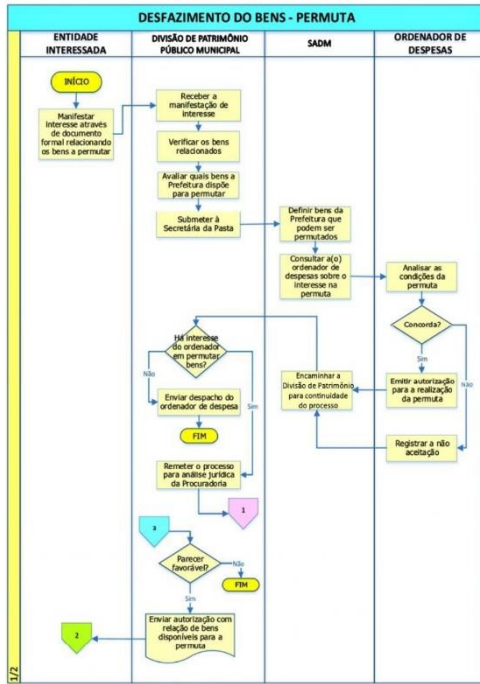 DESFAZIMENTO DO BENS - PERMUTA
ENTIDADE
INTERESSADA
DIVISÃO DE PATRIMÔNIO
PÚBLICO MUNICIPAL
SADM
ORDENADOR DE
DESPESAS
INÍCIO
Manifestar
interesse através
de documento
formal relacionando
os bens a permutar
Receber a
manifestação de
interesse
Verificar os bens
relacionados
Avaliar quais bens a
Prefeitura dispõe
para permutar
Submeter à
Secretária da Pasta
Definir bens da
Prefeitura que
podem ser
permutados
Consultar a(o)
ordenador de
despesas sobre o
interesse na
permuta
Analisar as
condições da
permuta
Concorda?
Sim
Não
Emitir autorização
para a realização
da permuta
Registrar a não
aceitação
Encaminhar a
Divisão de Patrimônio
para continuidade
do processo
Há interesse
do ordenador
em permutar
bens?
Não
Sim
Enviar despacho do
ordenador de despesa
FIM
Remeter o processo
para análise jurídica
da Procuradoria
1
3
Parecer
favorável?
Não
FIM
Sim
Enviar autorização com
relação de bens
disponíveis para a
permuta
2
1/2